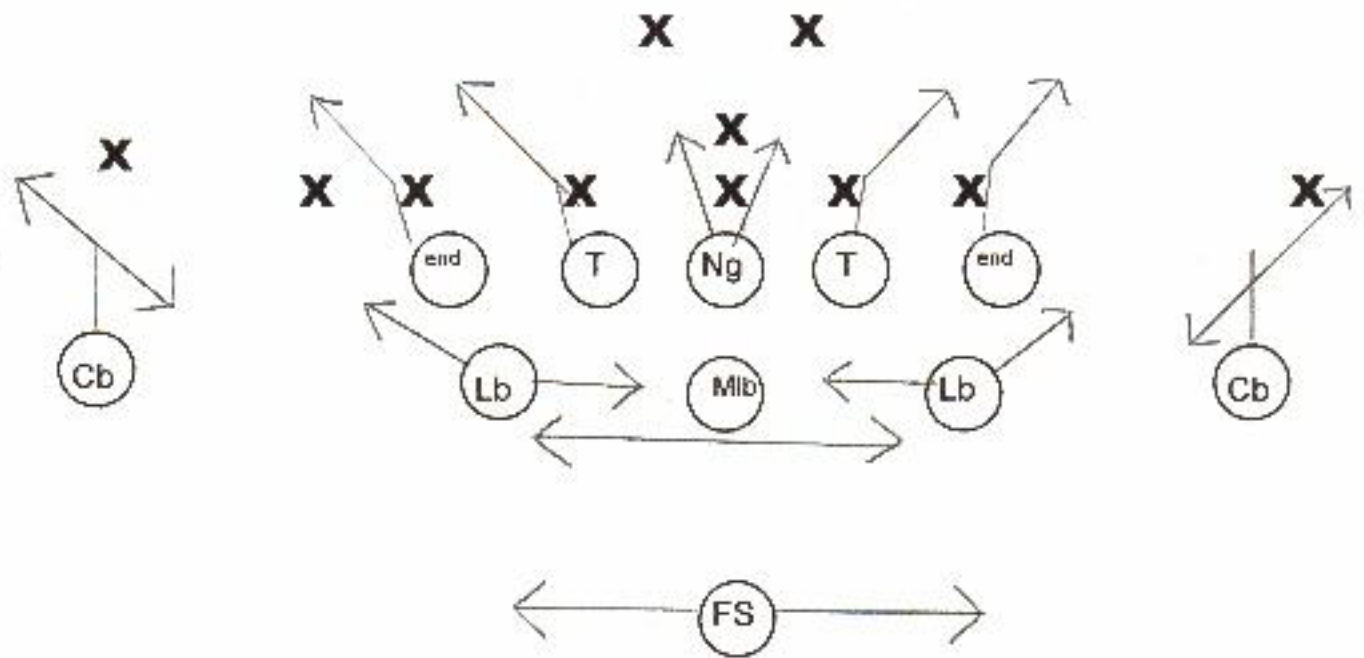 X X
X X
X X X X X X X
end T Ng T end
Cb Lb Mlb Lb Cb
FS